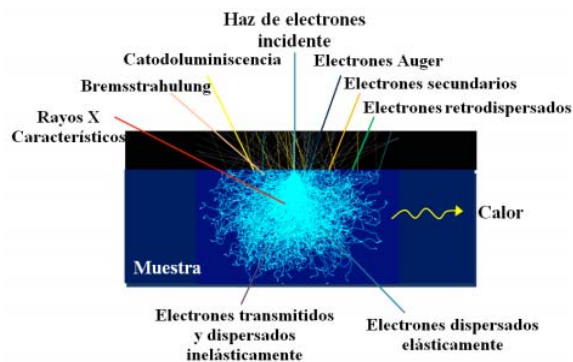 Haz de electrones
incidente
Catodoluminiscencia
Electrones Auger
Bremsstrahulung
Electrones secundarios
Rayos X
Característicos
Electrones retrodispersados
Calor
Muestra
Electrones transmitidos
y dispersados
inelásticamente
Electrones dispersados
elásticamente